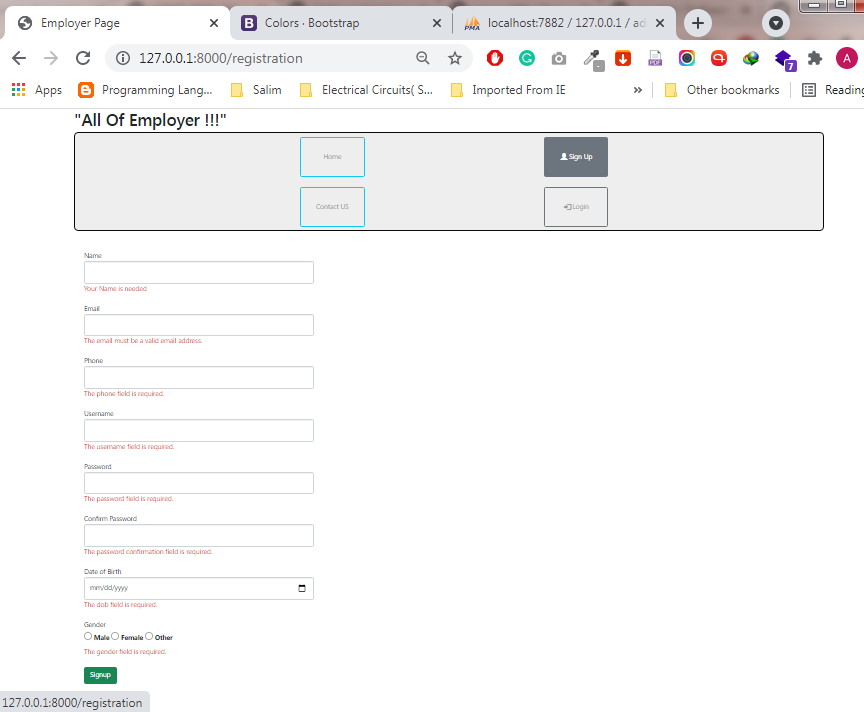 Employer Page
Colors · Bootstrap
localhost:7882 / 127.0.0.1 / ad
127.0.0.1:8000/registration
A
Apps
Programming Lang...
Salim
Electrical Circuits( S...
Imported From IE
»
Other bookmarks
Reading
"All Of Employer !!!"
Home
Sign Up
Contact US
Login
Name
Your Name is needed
Email
The email must be a valid email address.
Phone
The phone field is required.
Username
The username field is required.
Password
The password field is required.
Confirm Password
The password confirmation field is required.
Date of Birth
mm/dd/yyyy
The dob field is required.
Gender
Male Female Other
The gender field is required.
Signup
127.0.0.1:8000/registration